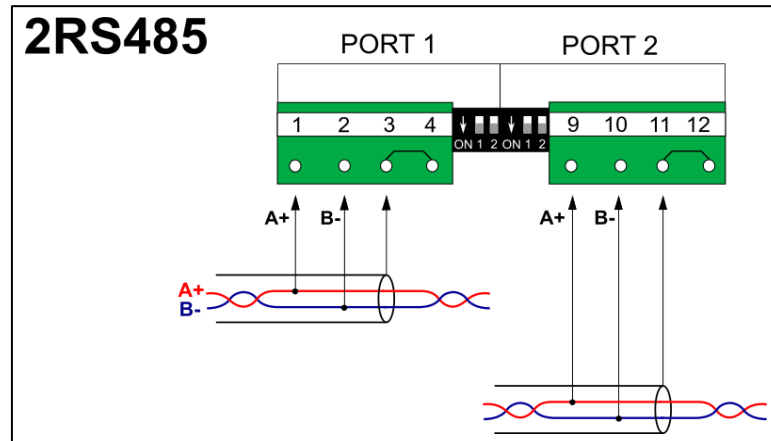 2RS485
PORT 1 PORT 2
1 2 3 4 9 10 11 12
ON 1 2 ON 1 2
A+ B- A+ B-
A+
B-